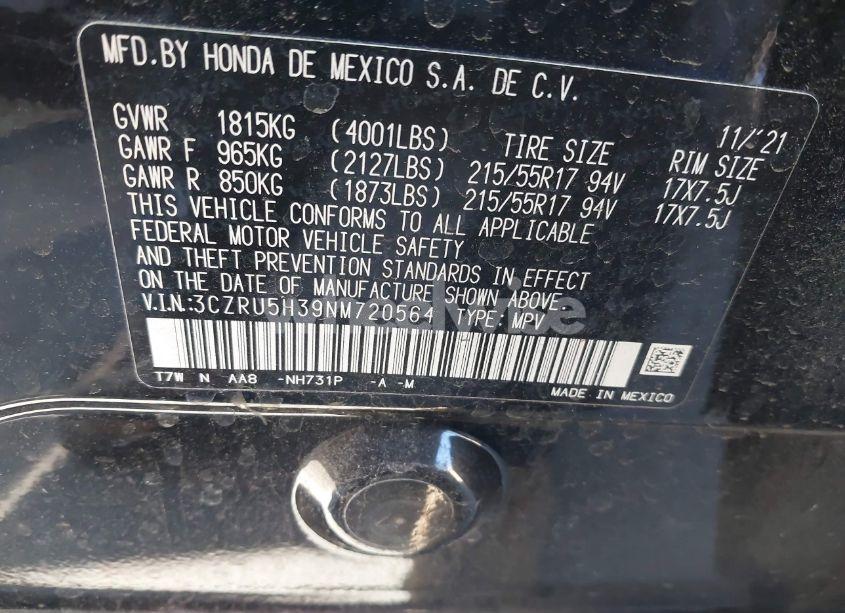 MFD.BY HONDA DE MEXICO S.A. DE C.V.
11/'21
GVWR 1815KG (4001LBS) TIRE SIZE RIM SIZE
GAWR F 965KG (2127LBS) 215/55R17 94V 17X7.5J
GAWR R 850KG (1873LBS) 215/55R17 94V 17X7.5J
THIS VEHICLE CONFORMS TO ALL APPLICABLE
FEDERAL MOTOR VEHICLE SAFETY
AND THEFT PREVENTION STANDARDS IN EFFECT
ON THE DATE OF MANUFACTURE SHOWN ABOVE.
V.I.N.:3CZRU5H39NM720564 TYPE: MPV
T7W N AA8 -NH731P -A -M
MADE IN MEXICO